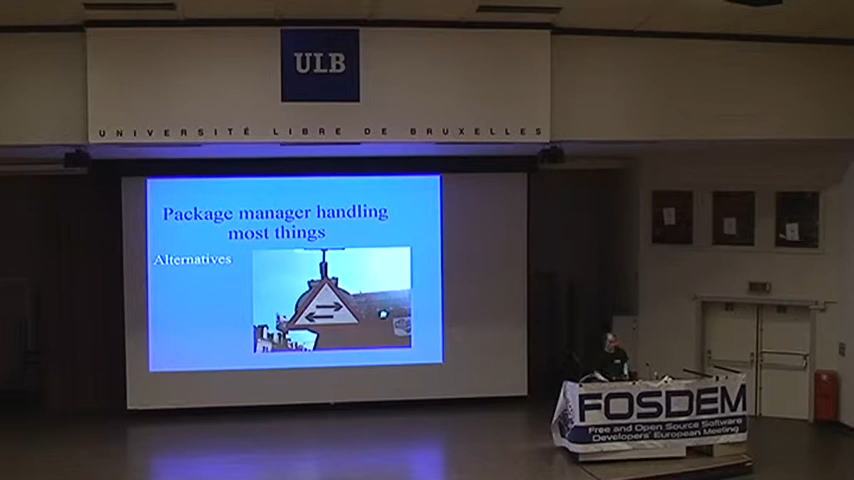 ULB
UNIVERSITÉ LIBRE DE BRUXELLES
Package manager handling
most things
Alternatives
FOSDEM
Free and Open Source Software
Developers' European Meeting